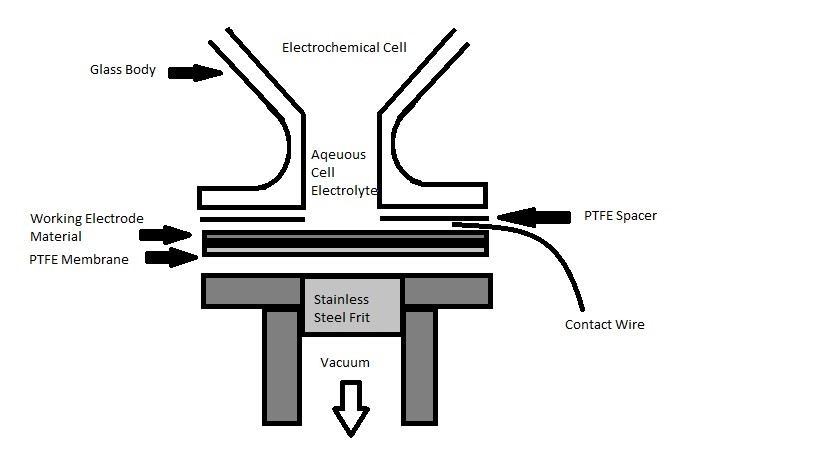 Electrochemical Cell
Glass Body
Aqeuous
Cell
Electrolyte
Working Electrode
Material
PTFE Spacer
PTFE Membrane
Stainless
Steel Frit
Contact Wire
Vacuum